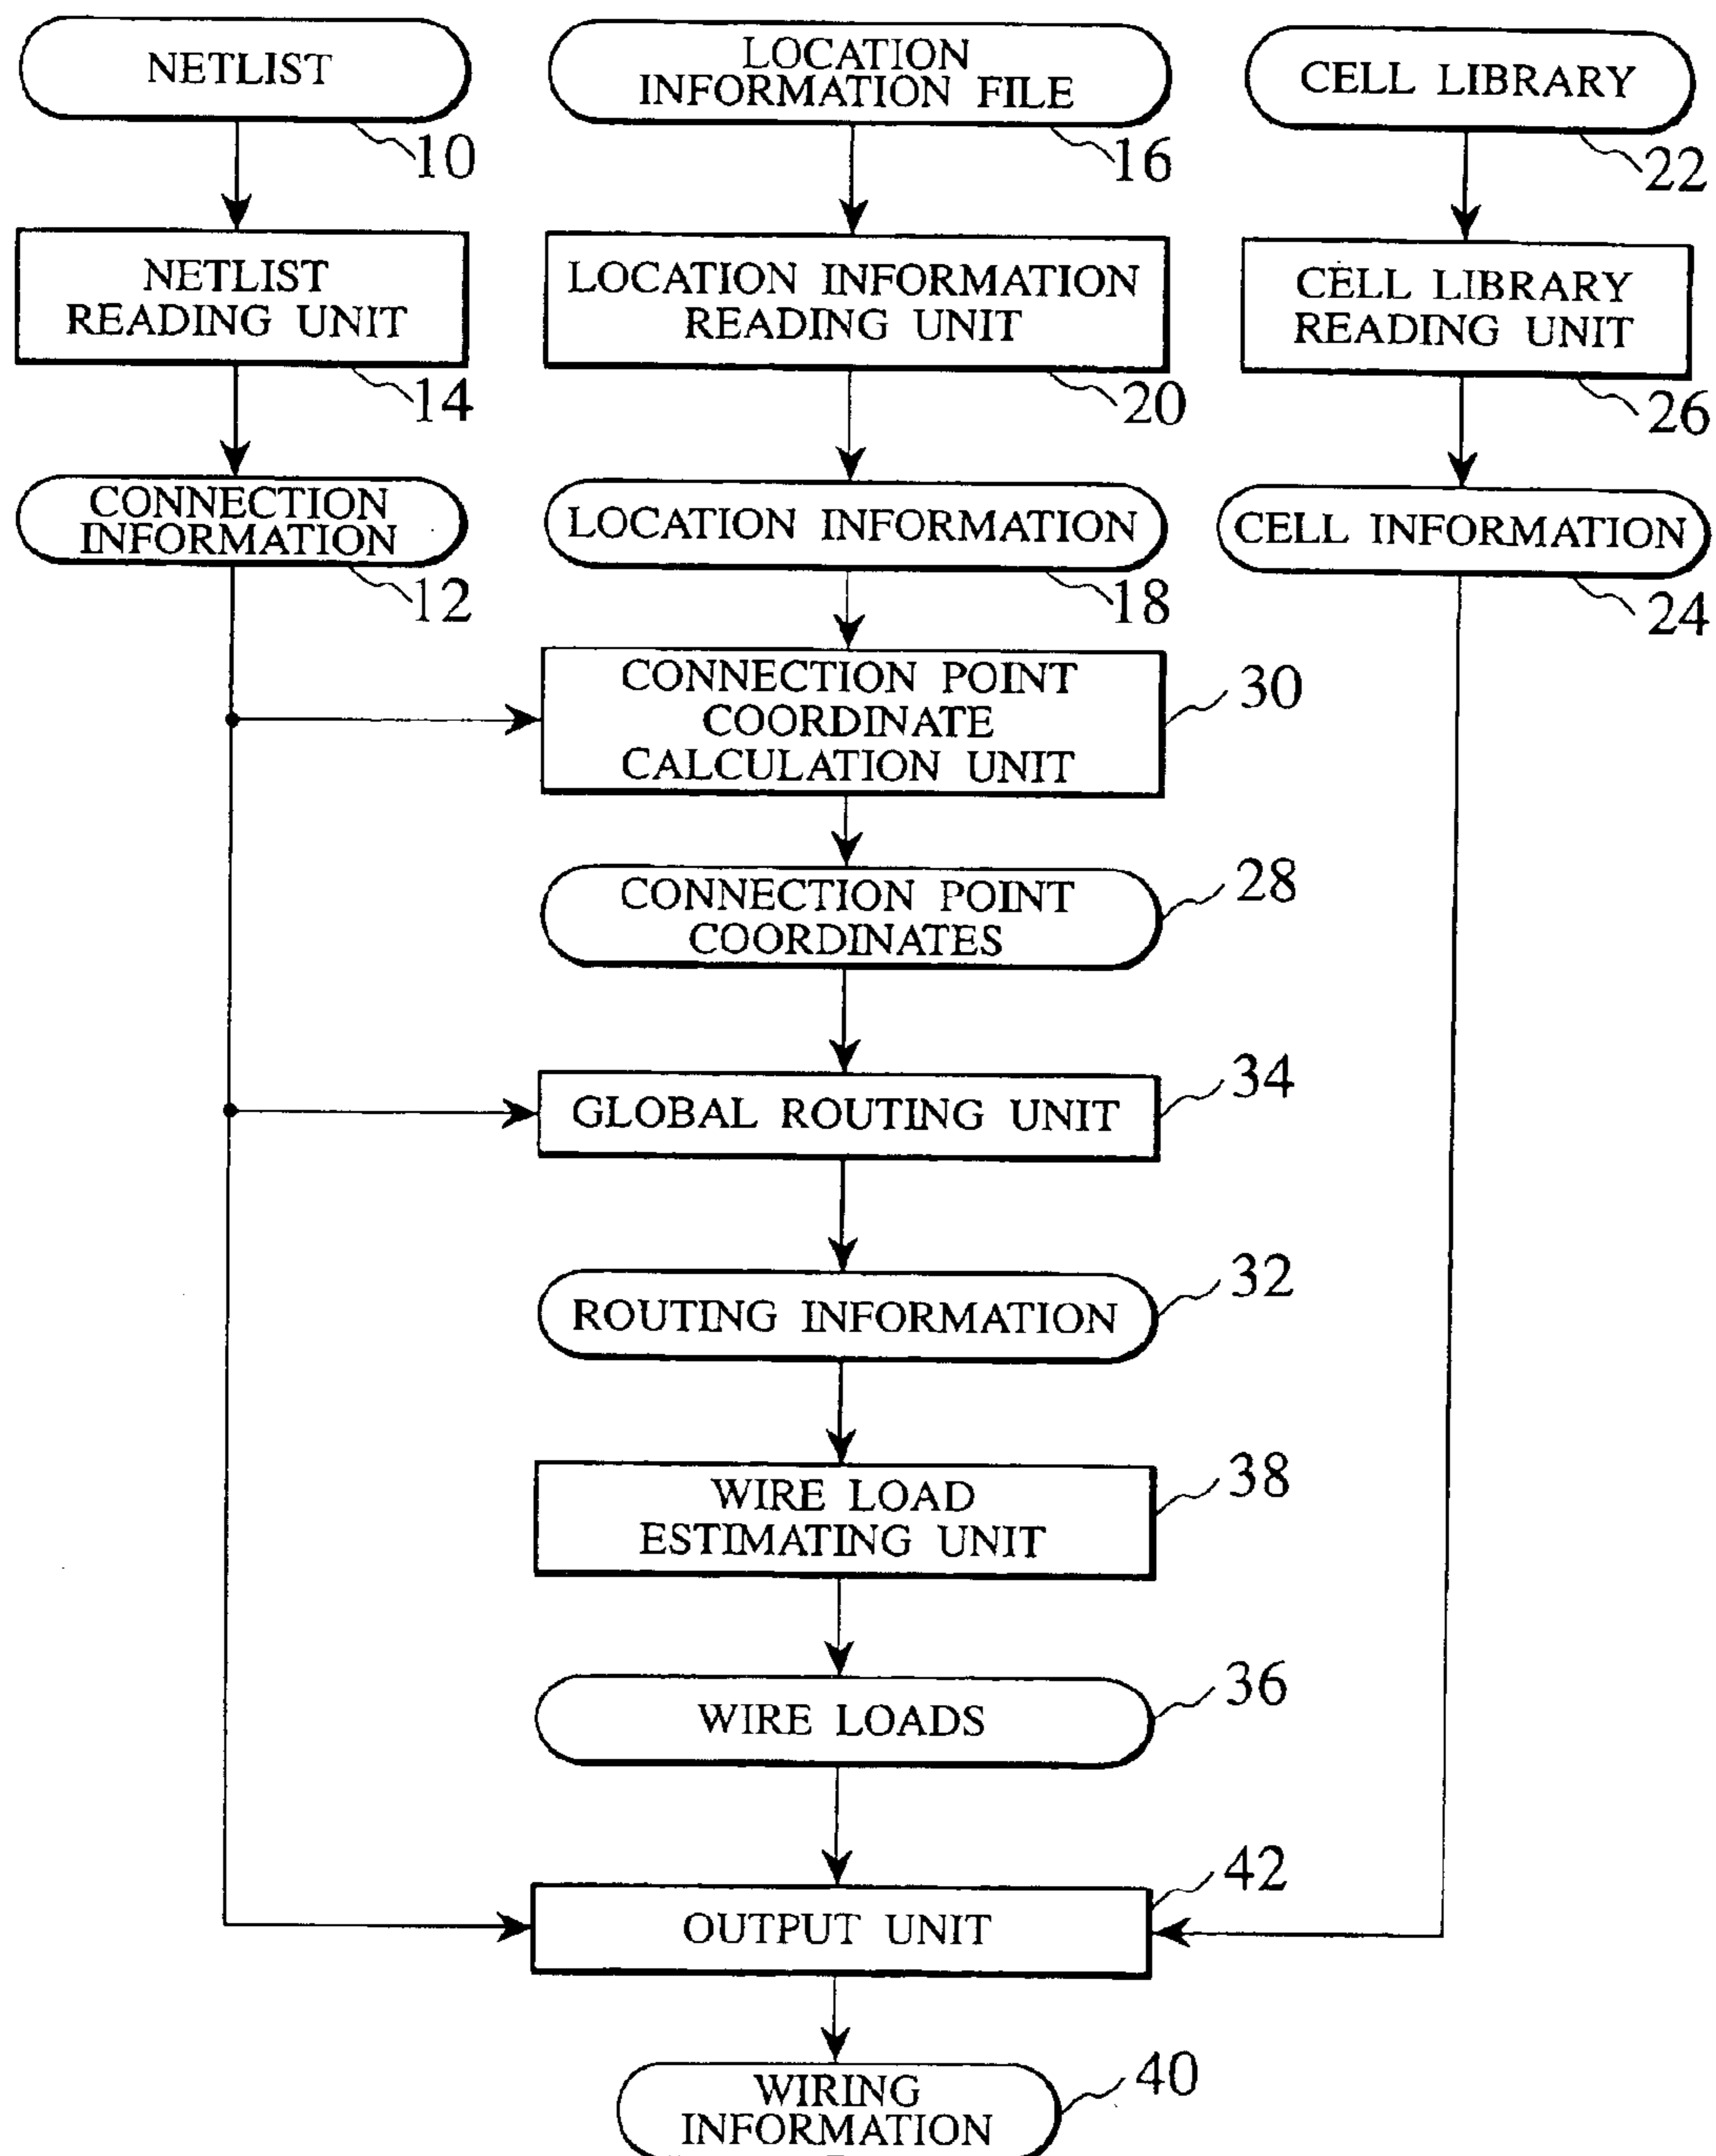 NETLIST
10
LOCATION
INFORMATION FILE
16
CELL LIBRARY
22
NETLIST
READING UNIT
14
LOCATION INFORMATION
READING UNIT
20
CELL LIBRARY
READING UNIT
26
CONNECTION
INFORMATION
12
LOCATION INFORMATION
18
CELL INFORMATION
24
CONNECTION POINT
COORDINATE
CALCULATION UNIT
30
CONNECTION POINT
COORDINATES
28
GLOBAL ROUTING UNIT
34
ROUTING INFORMATION
32
WIRE LOAD
ESTIMATING UNIT
38
WIRE LOADS
36
OUTPUT UNIT
42
WIRING
INFORMATION
40